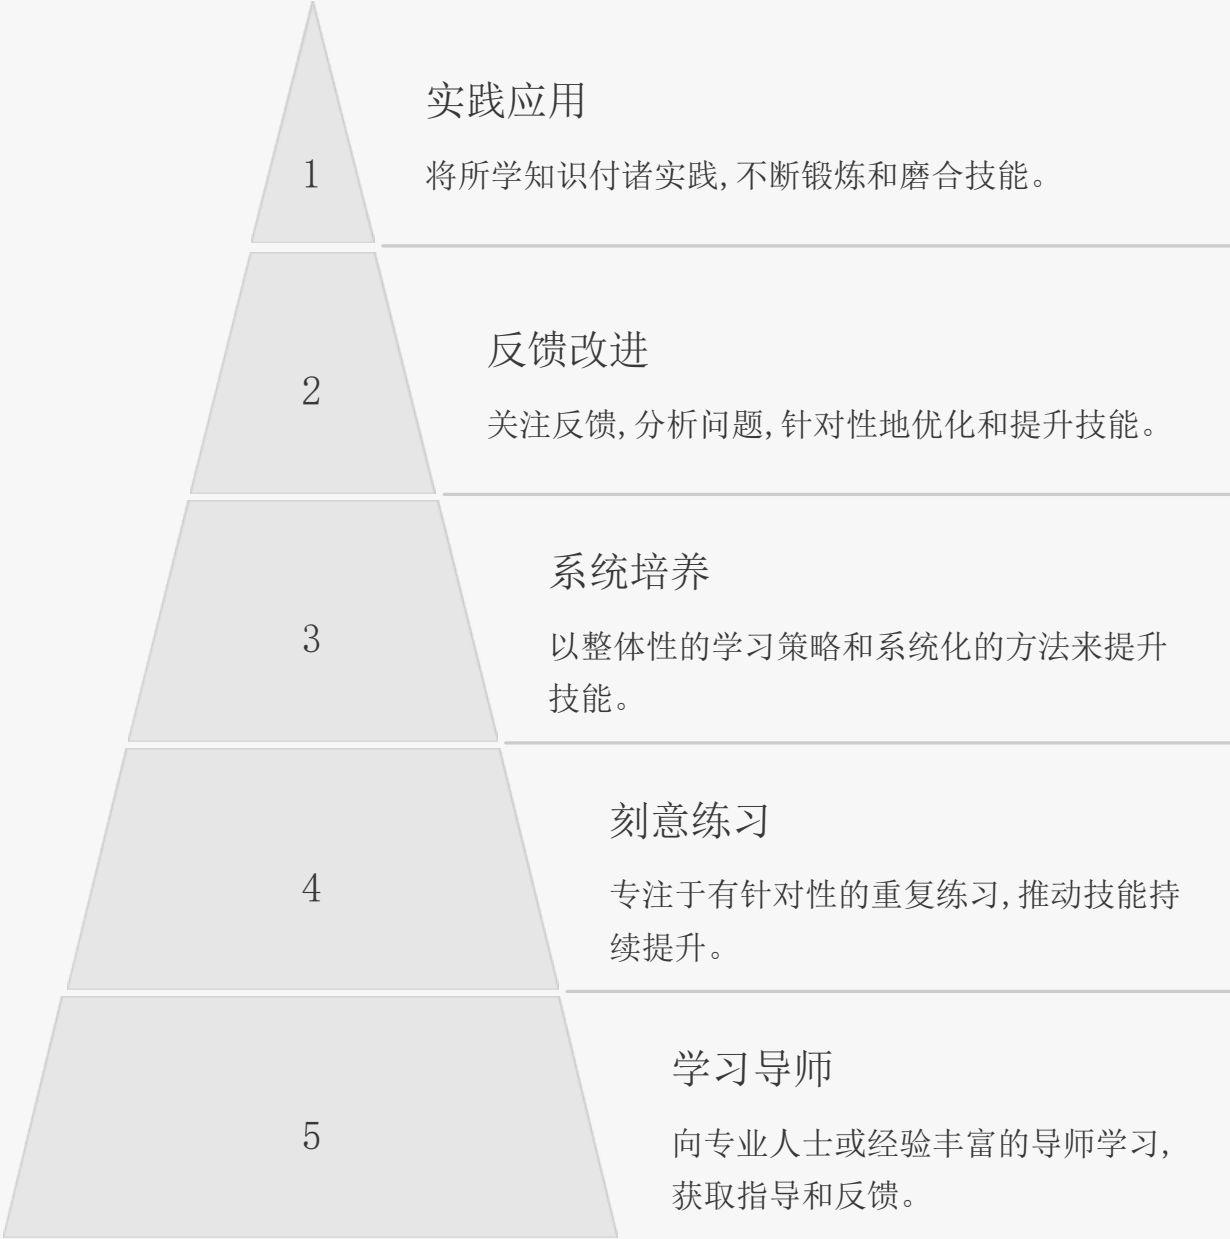 实践应用
1
将所学知识付诸实践,不断锻炼和磨合技能。
反馈改进
2
关注反馈,分析问题,针对性地优化和提升技能。
系统培养
3
以整体性的学习策略和系统化的方法来提升
技能。
刻意练习
4
专注于有针对性的重复练习,推动技能持
续提升。
学习导师
5
向专业人士或经验丰富的导师学习,
获取指导和反馈。